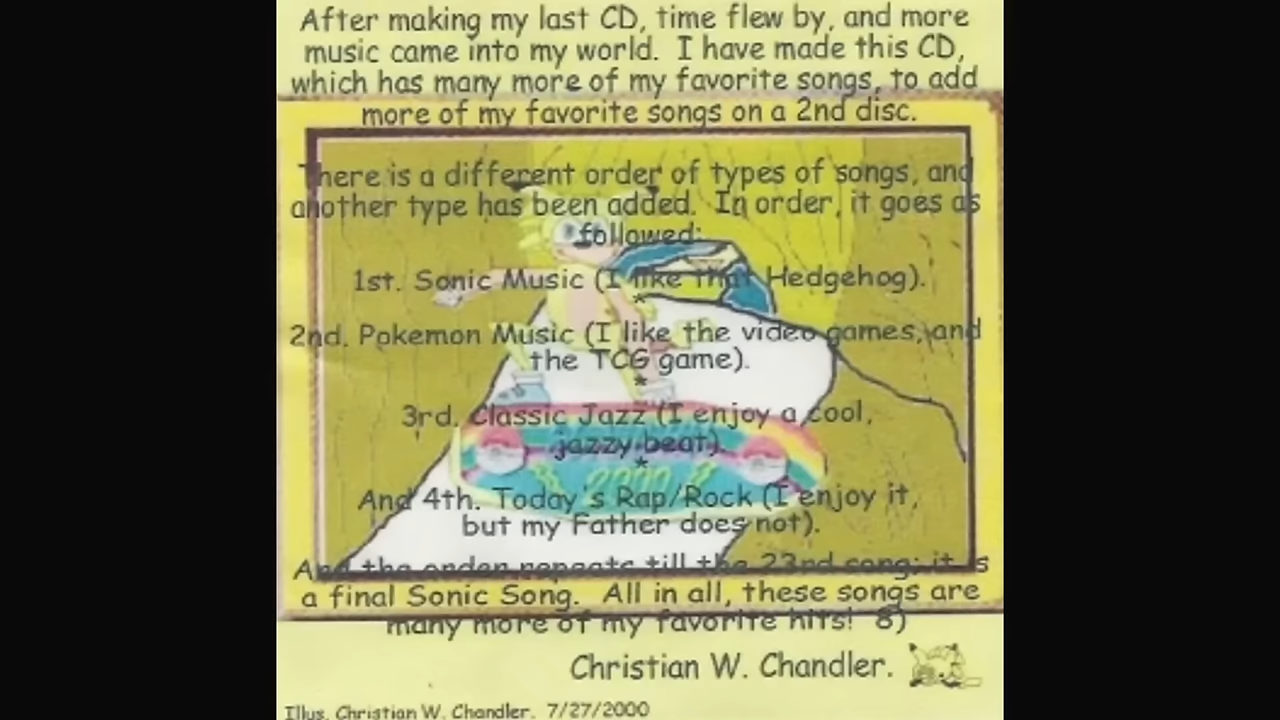 After making my last CD, time flew by, and more
music came into my world. I have made this CD,
which has many more of my favorite songs, to add
more of my favorite songs on a 2nd disc.
There is a different order of types of songs, and
another type has been added. In order, it goes as
followed:
1st. Sonic Music (I like that Hedgehog).
*
2nd. Pokemon Music (I like the video games, and
the TCG game).
*
3rd. Classic Jazz (I enjoy a cool,
jazzy beat).
*
And 4th. Today's Rap/Rock (I enjoy it,
but my Father does not).
And the order repeats till the 23rd song; it is
a final Sonic Song. All in all, these songs are
many more of my favorite hits! 8)
Christian W. Chandler.
Illus. Christian W. Chandler. 7/27/2000
2000